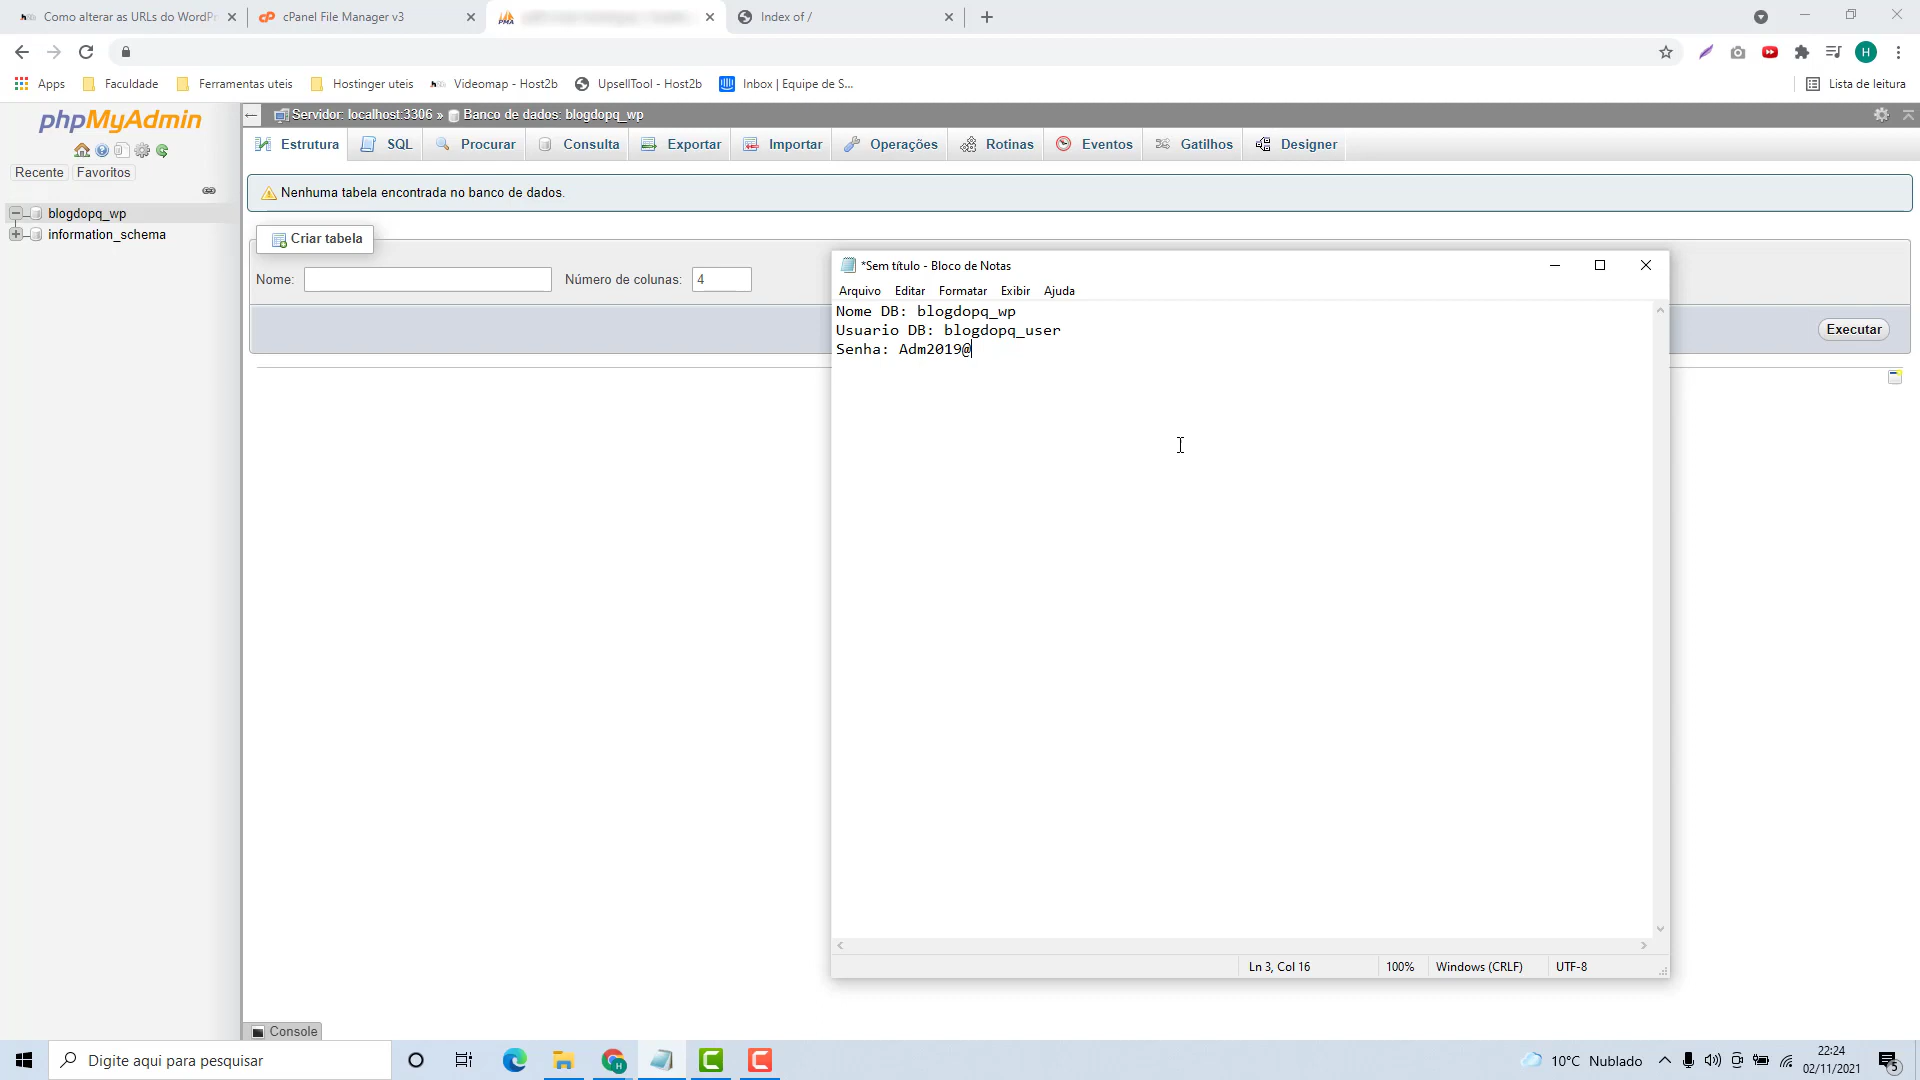 Como alterar as URLs do WordPr
cPanel File Manager v3
Index of /
H
Apps
Faculdade
Ferramentas uteis
Hostinger uteis
Videomap - Host2b
UpsellTool - Host2b
Inbox | Equipe de S...
Lista de leitura
phpMyAdmin
Recente
Favoritos
blogdopq_wp
information_schema
Servidor: localhost:3306 » Banco de dados: blogdopq_wp
Estrutura
SQL
Procurar
Consulta
Exportar
Importar
Operações
Rotinas
Eventos
Gatilhos
Designer
Nenhuma tabela encontrada no banco de dados.
Criar tabela
Nome:
Número de colunas: 4
Executar
*Sem título - Bloco de Notas
Arquivo Editar Formatar Exibir Ajuda
Nome DB: blogdopq_wp
Usuario DB: blogdopq_user
Senha: Adm2019@
Ln 3, Col 16
100%
Windows (CRLF)
UTF-8
Console
Digite aqui para pesquisar
10°C Nublado
22:24
02/11/2021
5